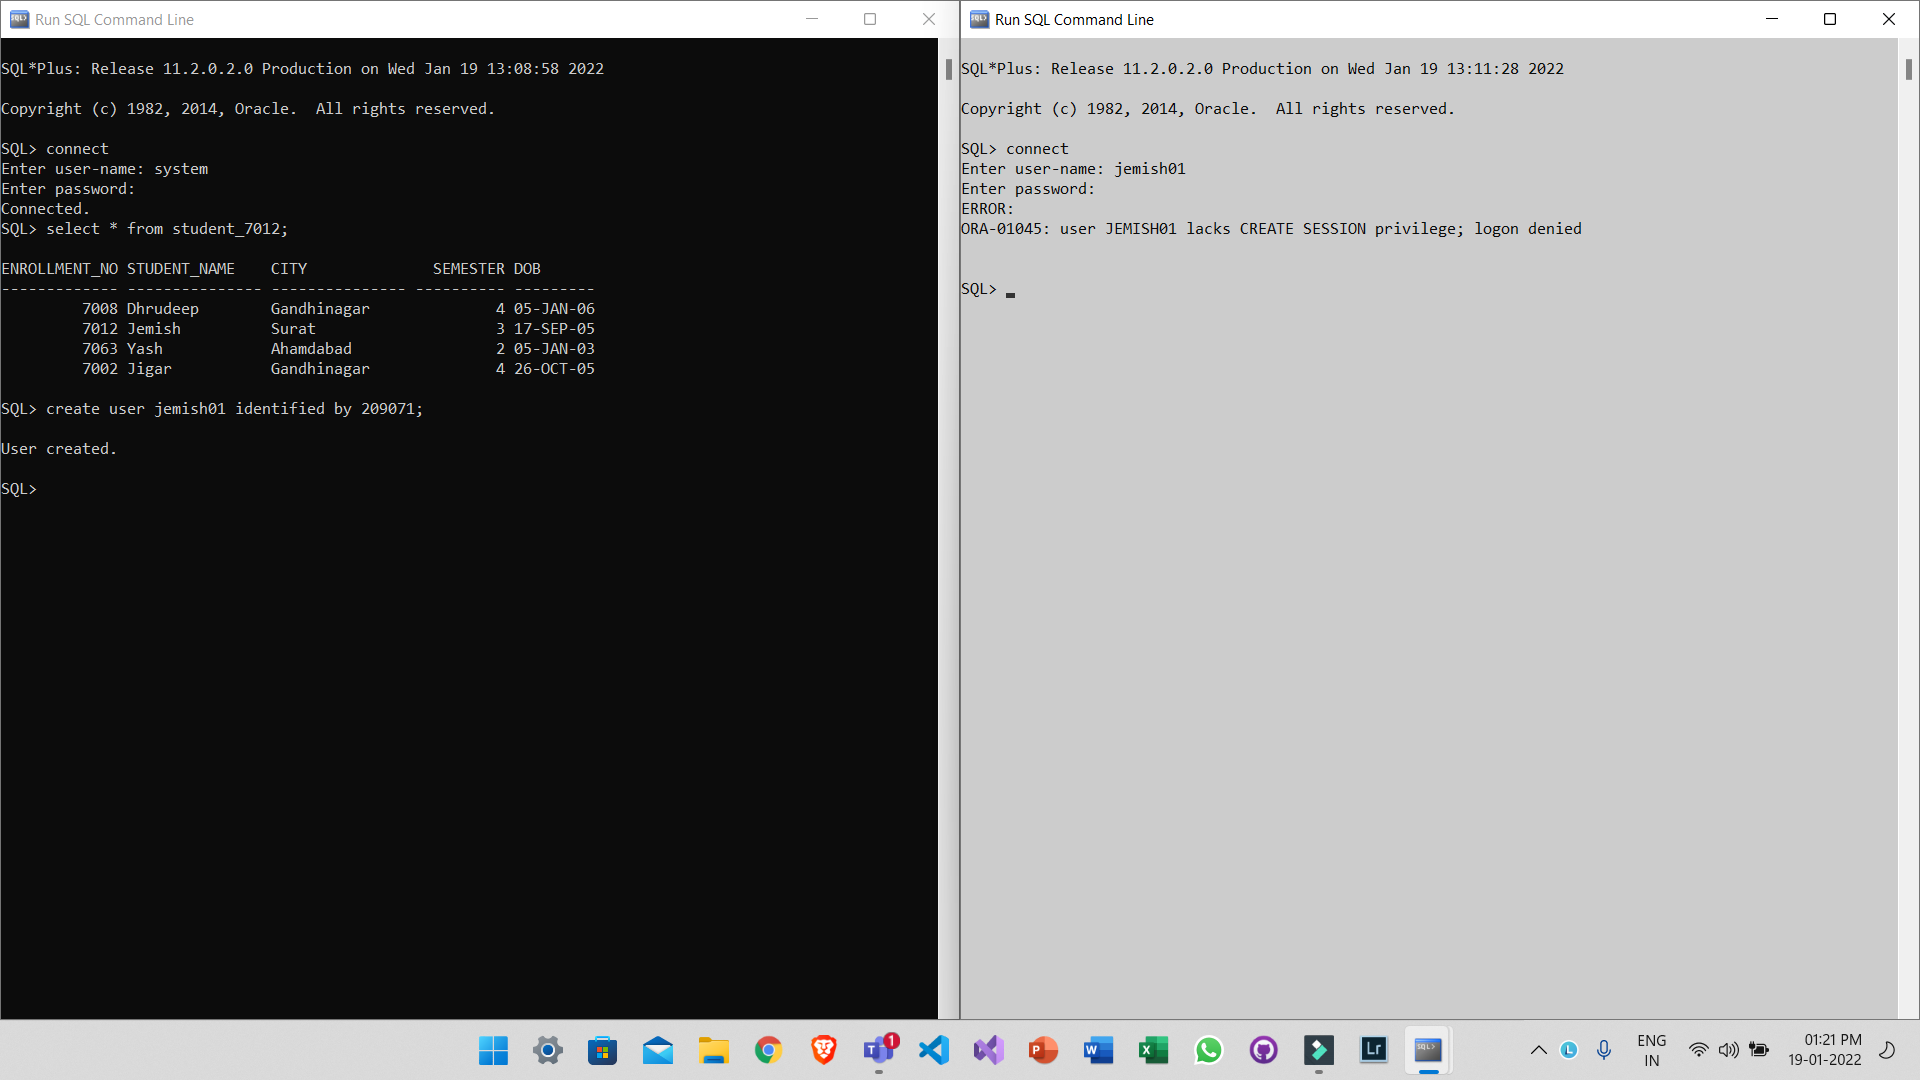 Run SQL Command Line
SQL*Plus: Release 11.2.0.2.0 Production on Wed Jan 19 13:08:58 2022
Copyright (c) 1982, 2014, Oracle.  All rights reserved.
SQL> connect
Enter user-name: system
Enter password:
Connected.
SQL> select * from student_7012;
ENROLLMENT_NO STUDENT_NAME    CITY              SEMESTER DOB
------------- --------------- --------------- ---------- ---------
         7008 Dhrudeep        Gandhinagar              4 05-JAN-06
         7012 Jemish          Surat                    3 17-SEP-05
         7063 Yash            Ahamdabad                2 05-JAN-03
         7002 Jigar           Gandhinagar              4 26-OCT-05
SQL> create user jemish01 identified by 209071;
User created.
SQL>
Run SQL Command Line
SQL*Plus: Release 11.2.0.2.0 Production on Wed Jan 19 13:11:28 2022
Copyright (c) 1982, 2014, Oracle.  All rights reserved.
SQL> connect
Enter user-name: jemish01
Enter password:
ERROR:
ORA-01045: user JEMISH01 lacks CREATE SESSION privilege; logon denied
SQL>
1
Lr
ENG
IN
01:21 PM
19-01-2022